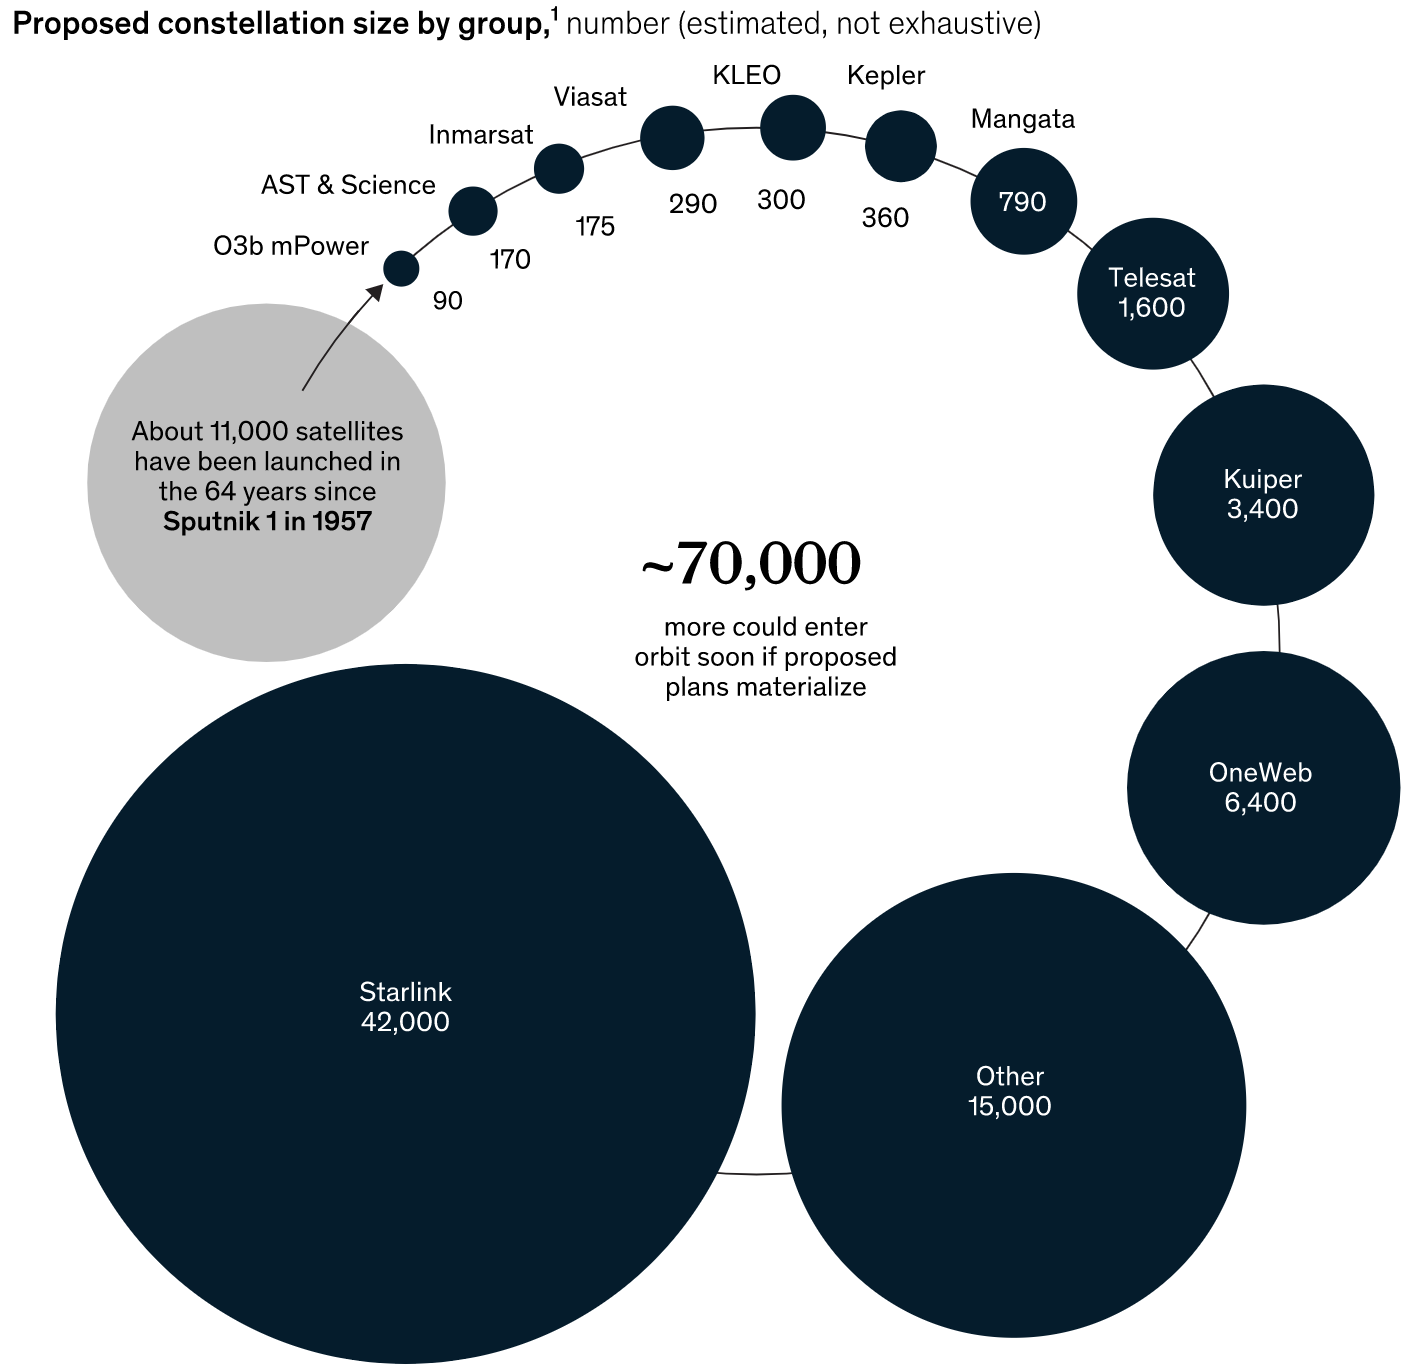 Proposed constellation size by group,¹ number (estimated, not exhaustive)
O3b mPower
90
AST & Science
170
Inmarsat
175
Viasat
290
KLEO
300
Kepler
360
Mangata
790
Telesat
1,600
Kuiper
3,400
OneWeb
6,400
Other
15,000
Starlink
42,000
About 11,000 satellites
have been launched in
the 64 years since
Sputnik 1 in 1957
~70,000
more could enter
orbit soon if proposed
plans materialize